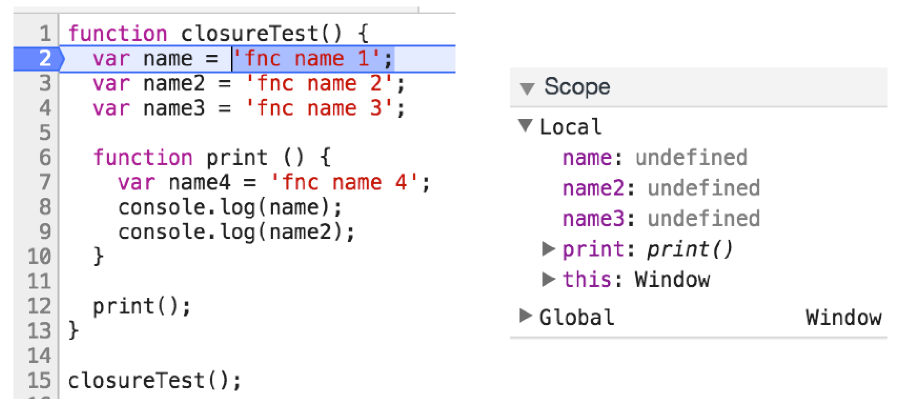 1 function closureTest() {
2 var name = 'fnc name 1';
3 var name2 = 'fnc name 2';
4 var name3 = 'fnc name 3';
5
6 function print () {
7 var name4 = 'fnc name 4';
8 console.log(name);
9 console.log(name2);
10 }
11
12 print();
13 }
14
15 closureTest();
Scope
Local
name: undefined
name2: undefined
name3: undefined
print: print()
this: Window
Global Window